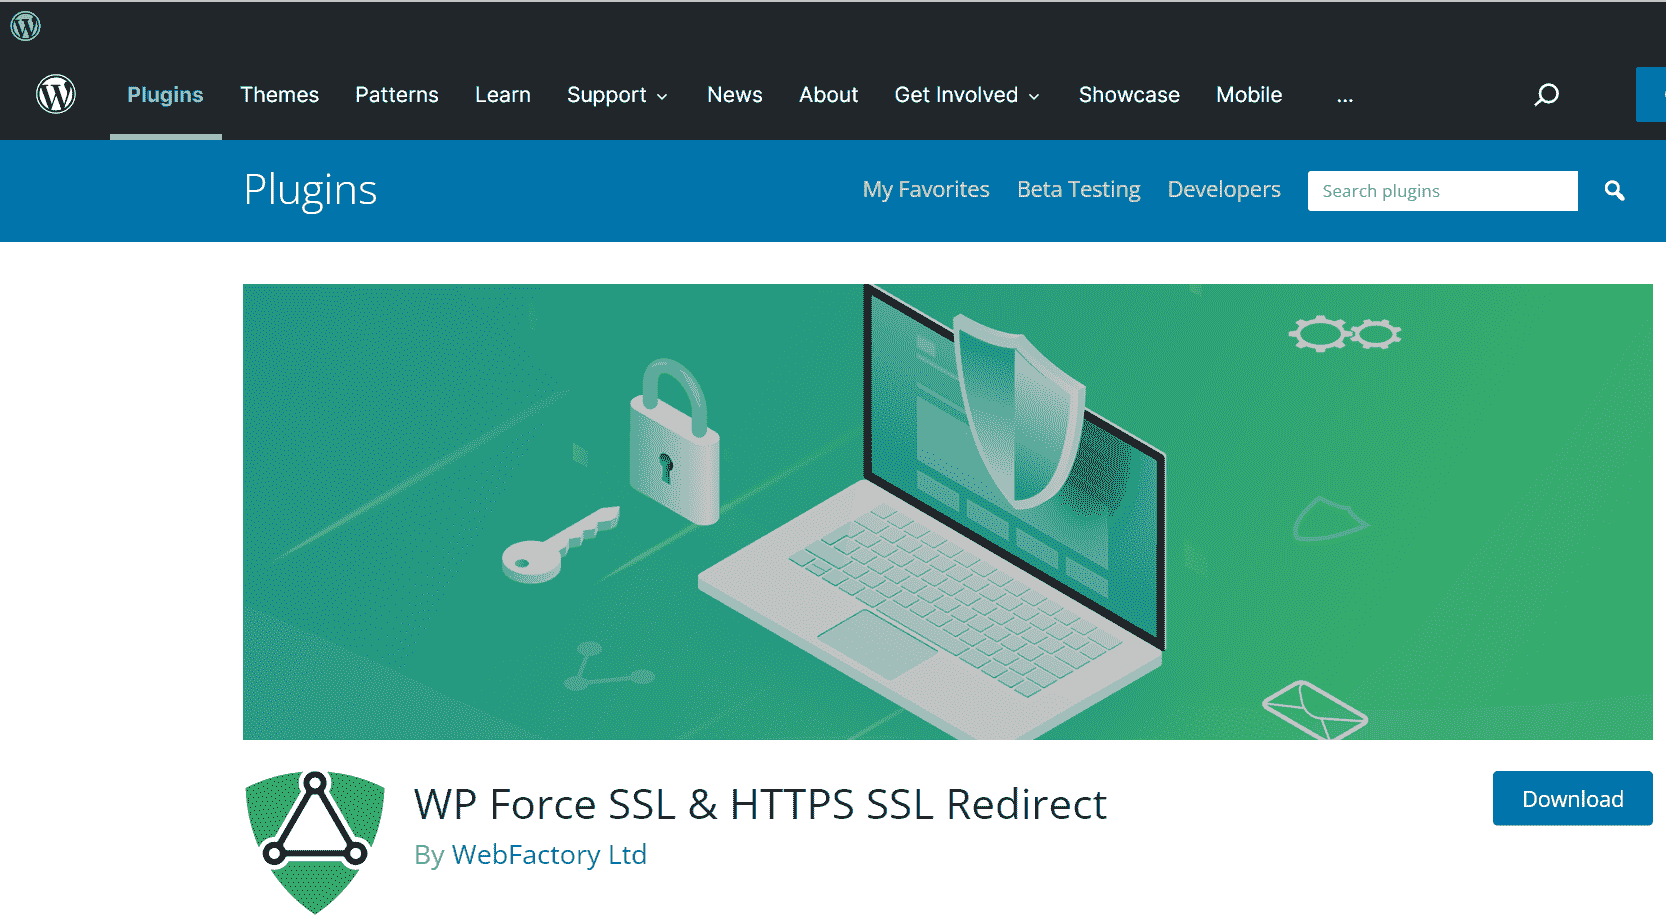 Plugins Themes Patterns Learn Support News About Get Involved Showcase Mobile ...
Plugins My Favorites Beta Testing Developers Search plugins
WP Force SSL & HTTPS SSL Redirect
Download
By WebFactory Ltd